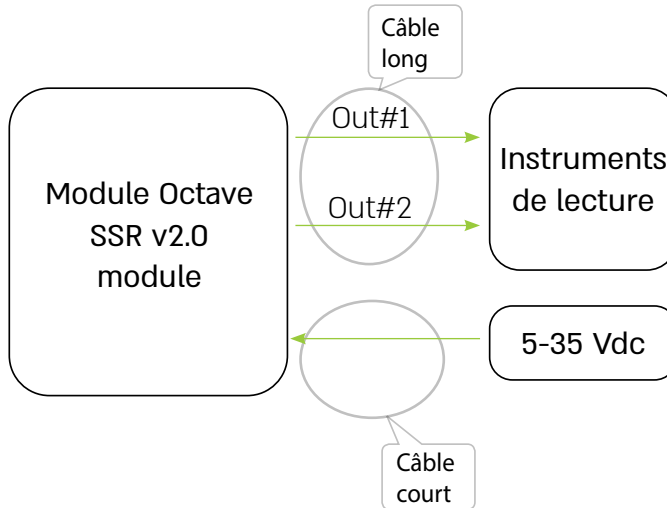 Câble
long
Out#1
Out#2
Module Octave
SSR v2.0
module
Instruments
de lecture
5-35 Vdc
Câble
court